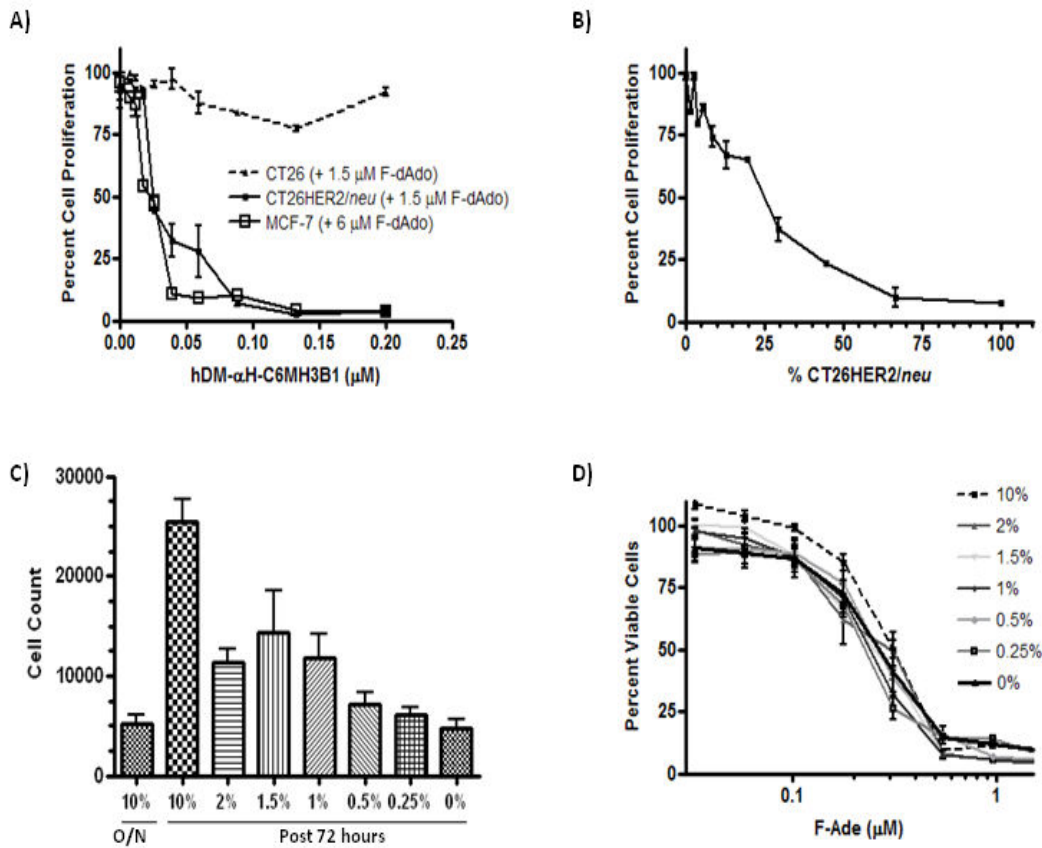 A)
Percent Cell Proliferation
100
75
50
25
0
CT26 (+ 1.5 μM F-dAdo)
CT26HER2/neu (+ 1.5 μM F-dAdo)
MCF-7 (+ 6 μM F-dAdo)
0.00 0.05 0.10 0.15 0.20 0.25
hDM-αH-C6MH3B1 (μM)
B)
Percent Cell Proliferation
100
75
50
25
0
0 25 50 75 100
% CT26HER2/neu
C)
Cell Count
30000
20000
10000
0
10% 10% 2% 1.5% 1% 0.5% 0.25% 0%
O/N Post 72 hours
D)
Percent Viable Cells
100
75
50
25
0
10%
2%
1.5%
1%
0.5%
0.25%
0%
0.1 1
F-Ade (μM)